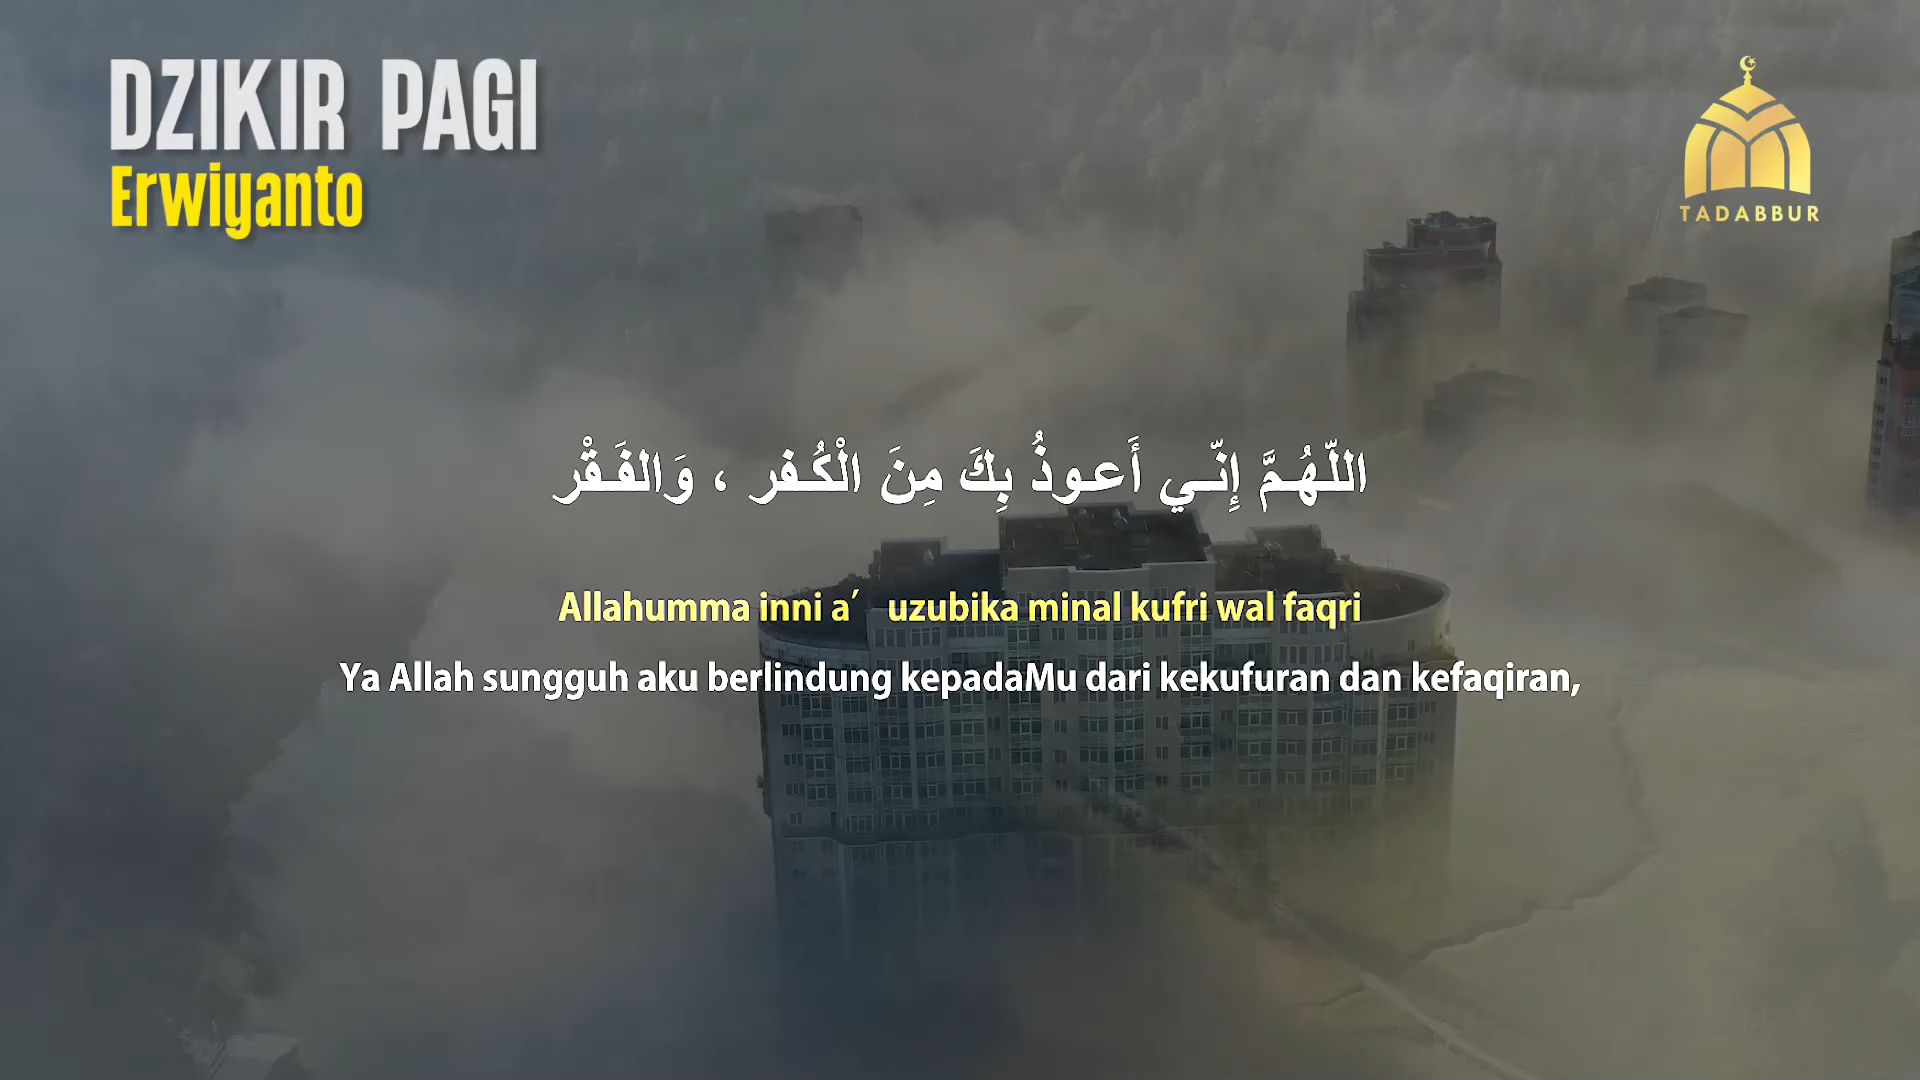 DZIKIR PAGI
Erwiyanto
TADABBUR
اللّهُـمَّ إِنّـي أَعـوذُ بِكَ مِنَ الْكُـفر ، وَالفَـقْر
Allahumma inni a′ uzubika minal kufri wal faqri
Ya Allah sungguh aku berlindung kepadaMu dari kekufuran dan kefaqiran,